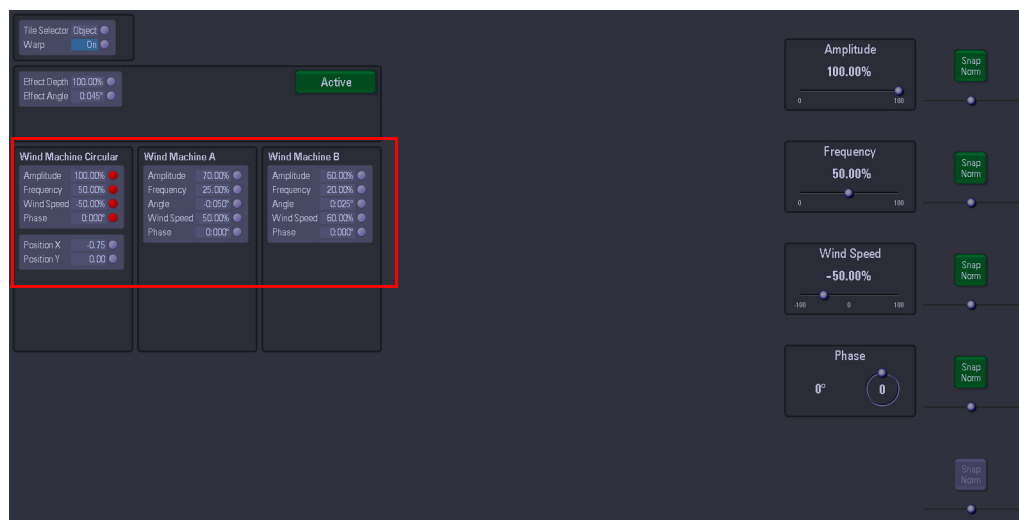 Tile Selector Object
Warp On
Effect Depth 100.00%
Effect Angle 0:045°
Active
Wind Machine Circular
Amplitude 100.00%
Frequency 50.00%
Wind Speed -50.00%
Phase 0:000°
Position X -0.75
Position Y 0.00
Wind Machine A
Amplitude 70.00%
Frequency 25.00%
Angle -0:050°
Wind Speed 50.00%
Phase 0:000°
Wind Machine B
Amplitude 60.00%
Frequency 20.00%
Angle 0:025°
Wind Speed 60.00%
Phase 0:000°
Amplitude
100.00%
0 100
Snap
Norm
Frequency
50.00%
0 100
Snap
Norm
Wind Speed
-50.00%
-100 0 100
Snap
Norm
Phase
0° 0
Snap
Norm
Snap
Norm